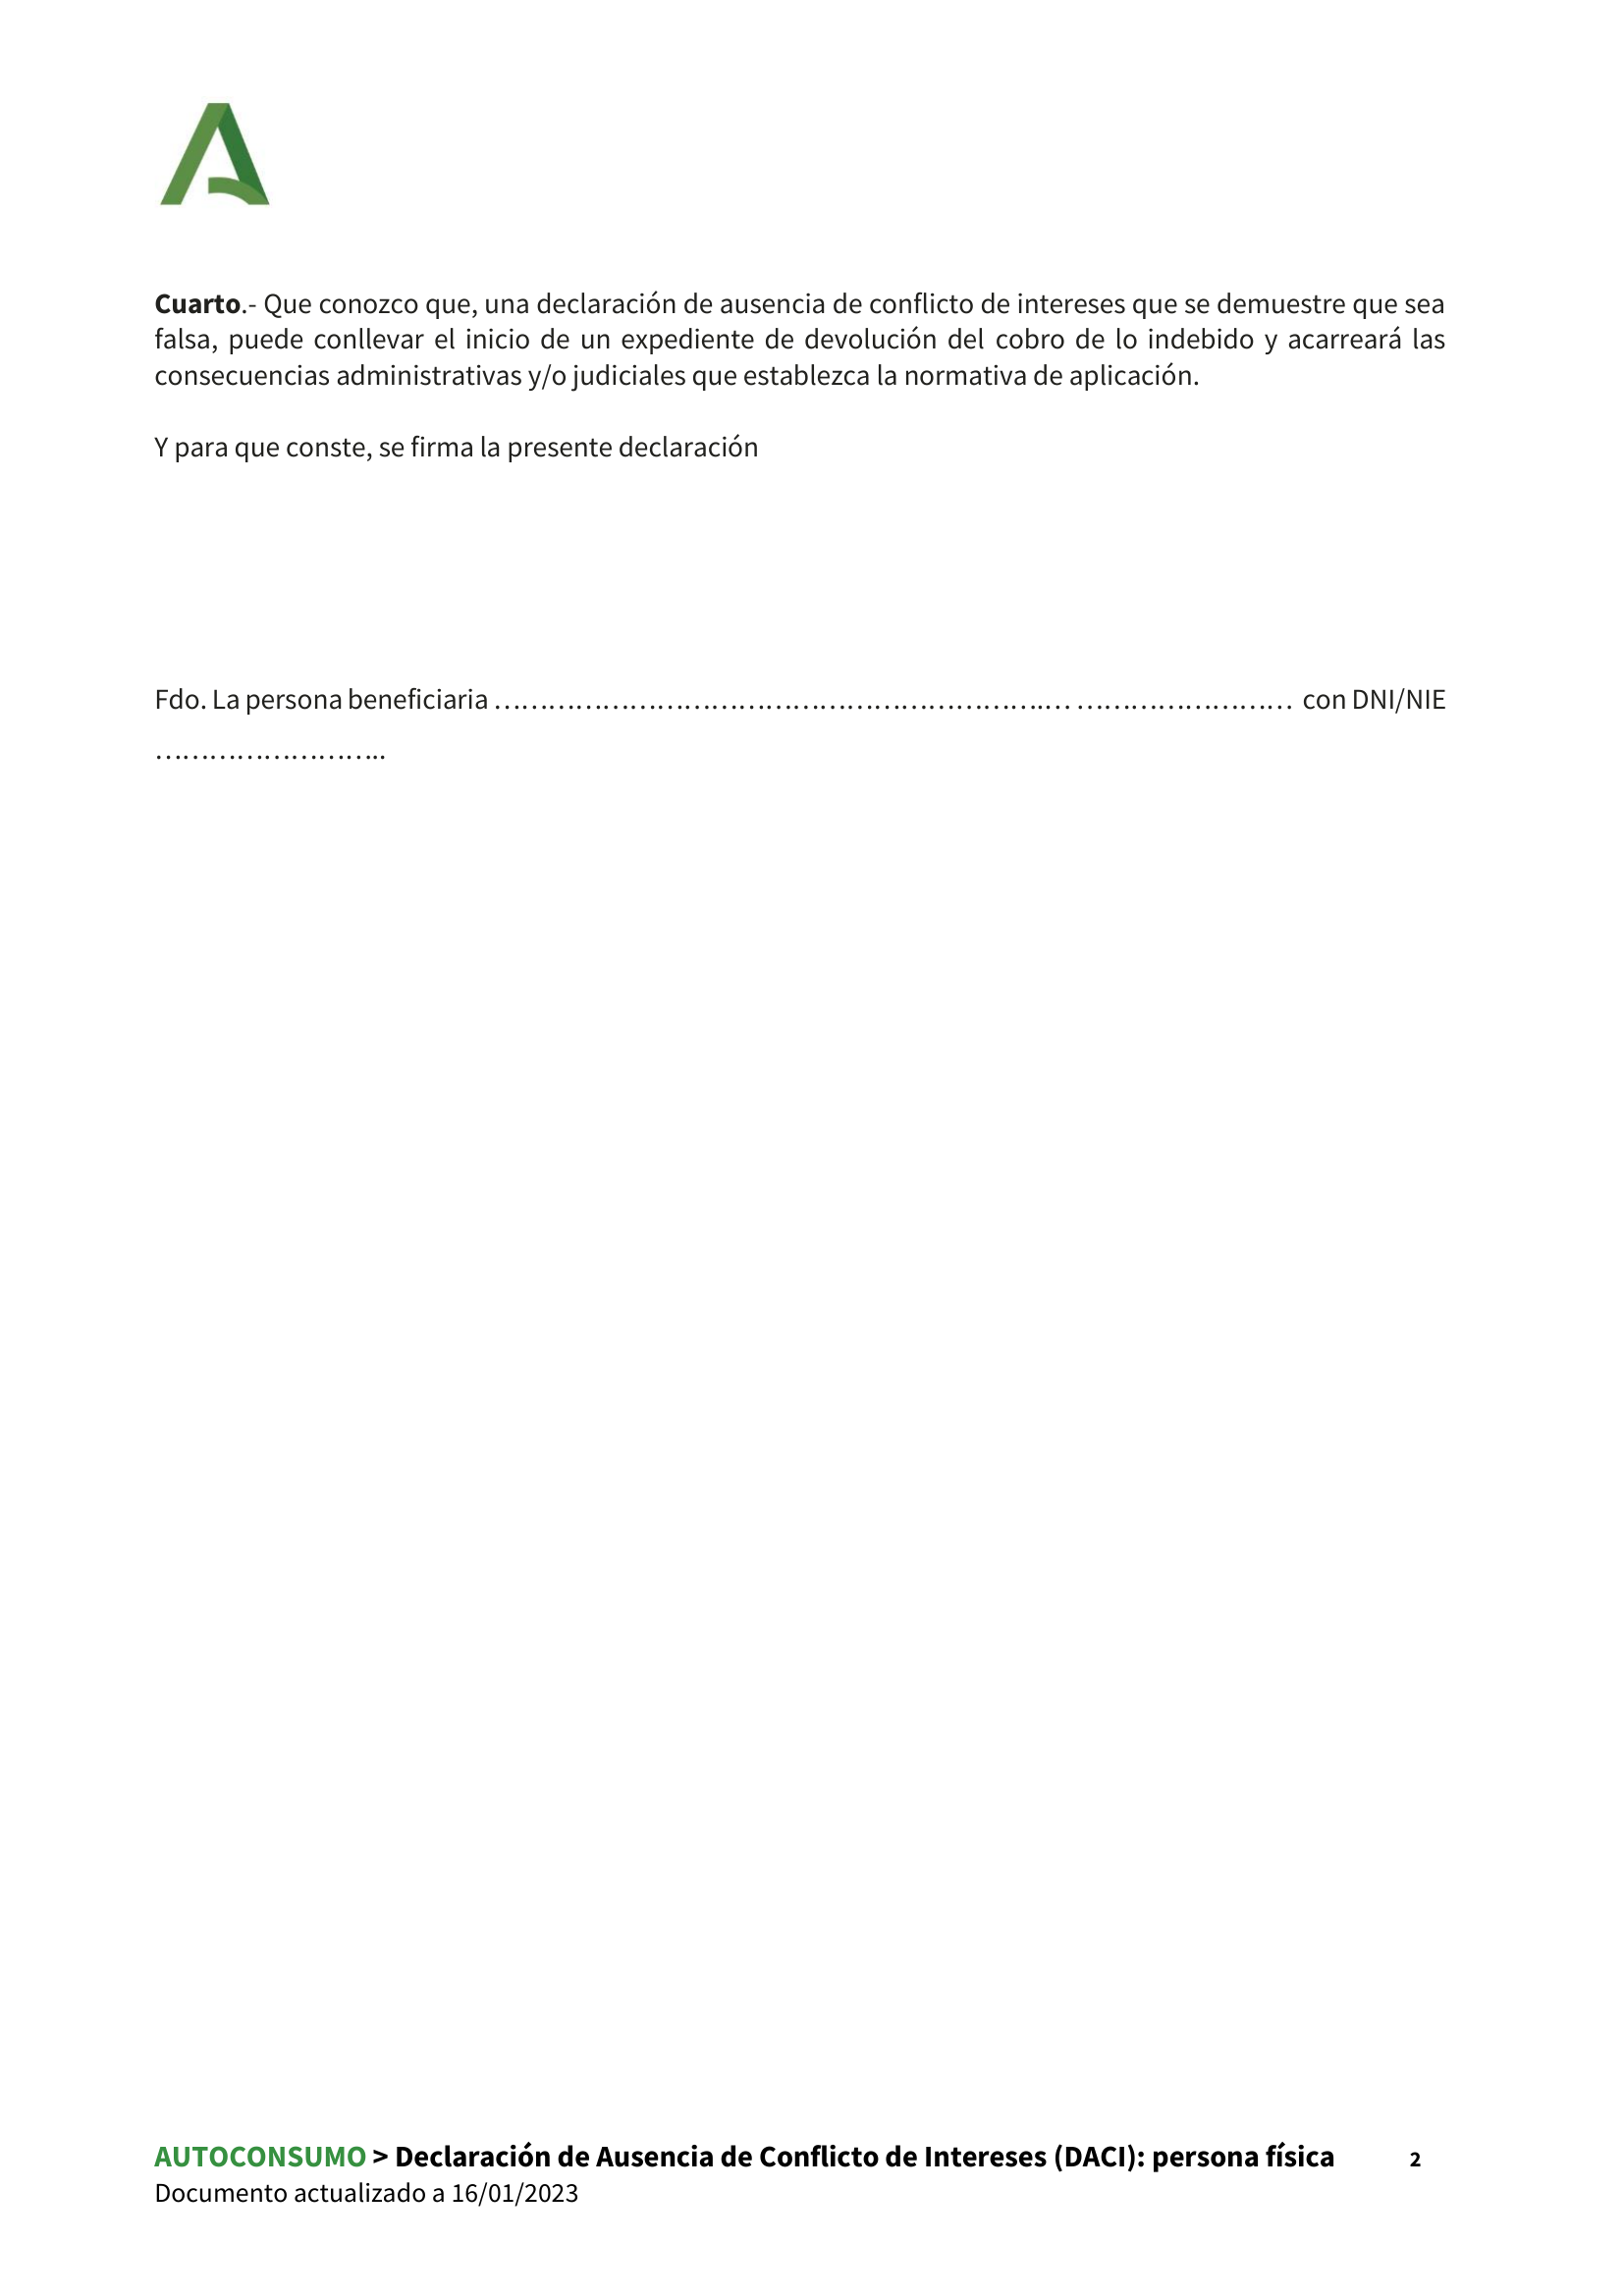 Cuarto.- Que conozco que, una declaración de ausencia de conflicto de intereses que se demuestre que sea
falsa, puede conllevar el inicio de un expediente de devolución del cobro de lo indebido y acarreará las
consecuencias administrativas y/o judiciales que establezca la normativa de aplicación.
Y para que conste, se firma la presente declaración
Fdo. La persona beneficiaria …………………………………………………….… ………………………… con DNI/NIE
……………………..
AUTOCONSUMO > Declaración de Ausencia de Conflicto de Intereses (DACI): persona física 2
Documento actualizado a 16/01/2023